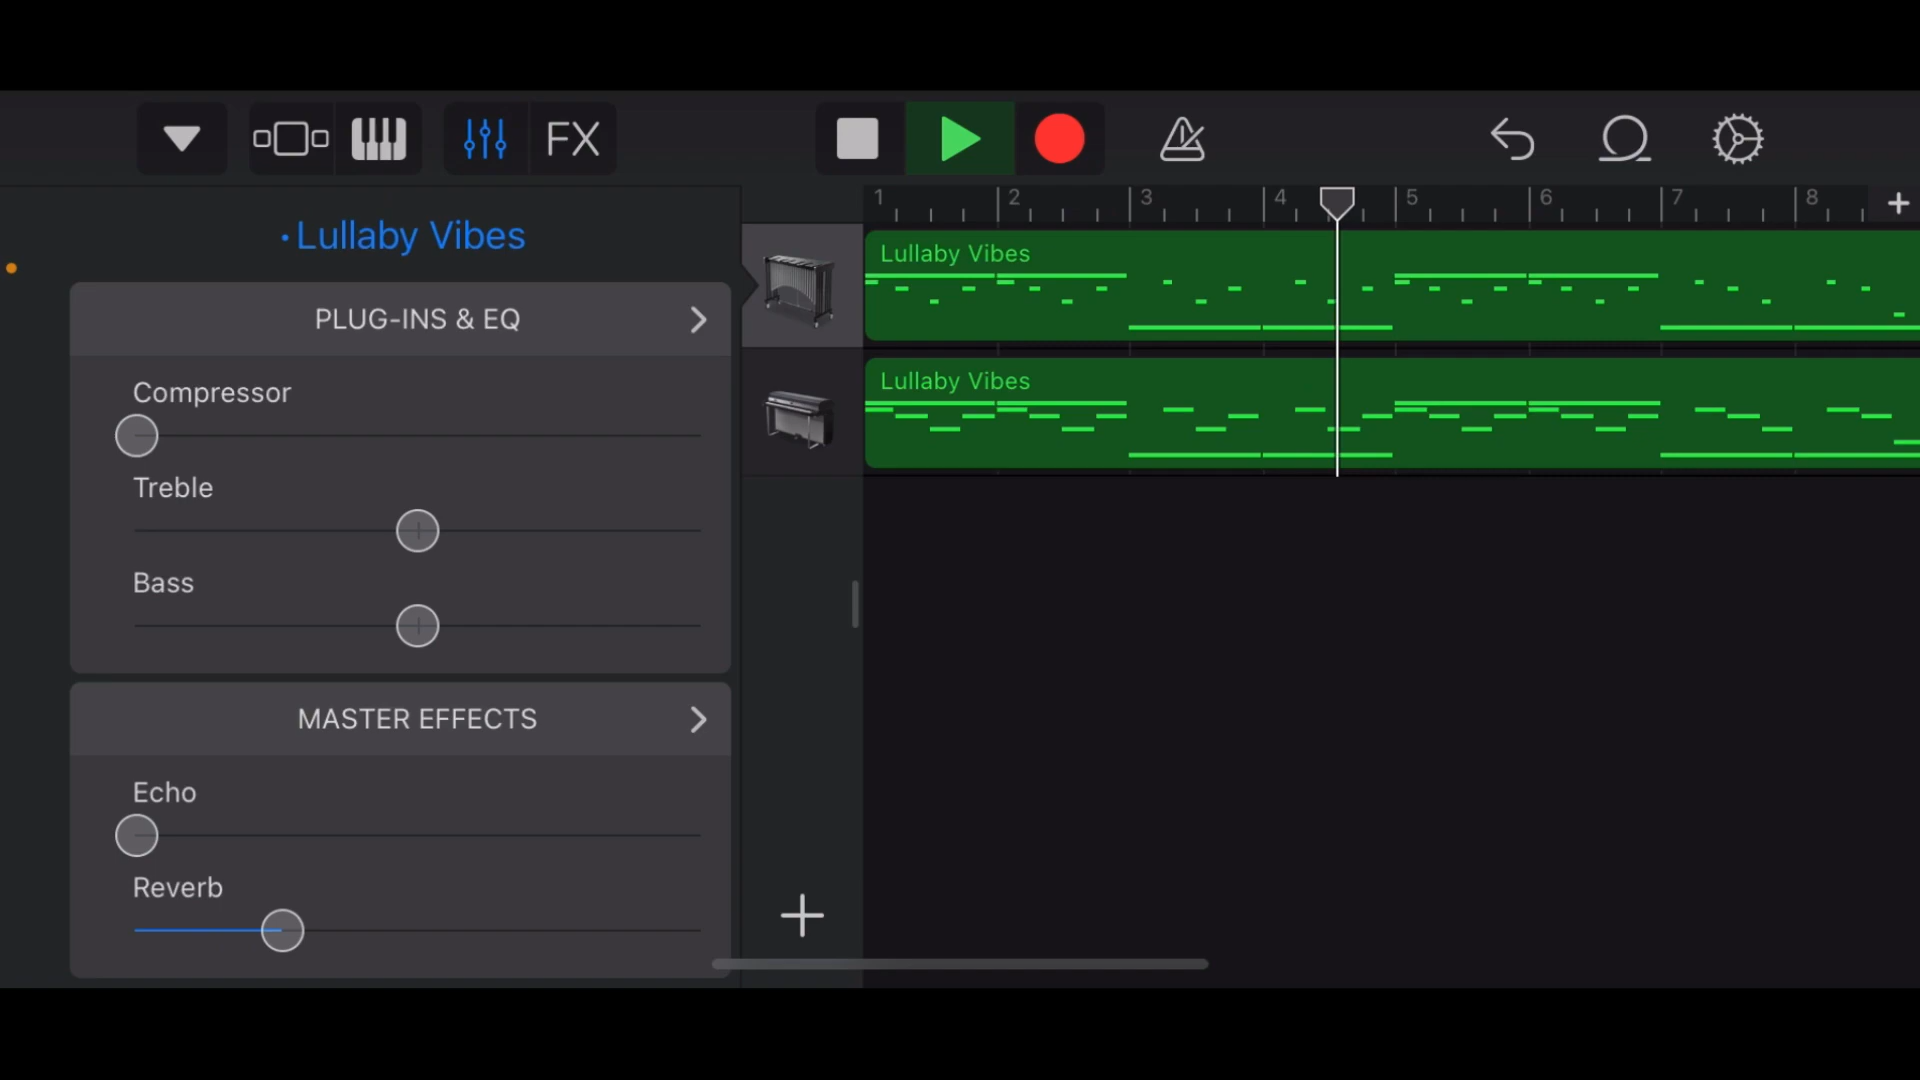 FX
1 2 3 4 5 6 7 8
· Lullaby Vibes
Lullaby Vibes
PLUG-INS & EQ
Lullaby Vibes
Compressor
Treble
Bass
MASTER EFFECTS
Echo
Reverb